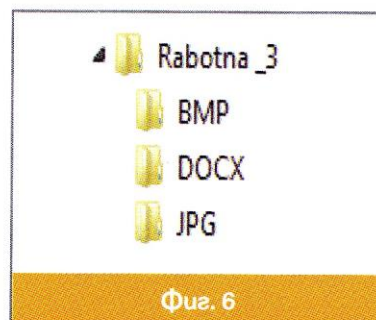 Rabotna _3
BMP
DOCX
JPG
Фиг. 6